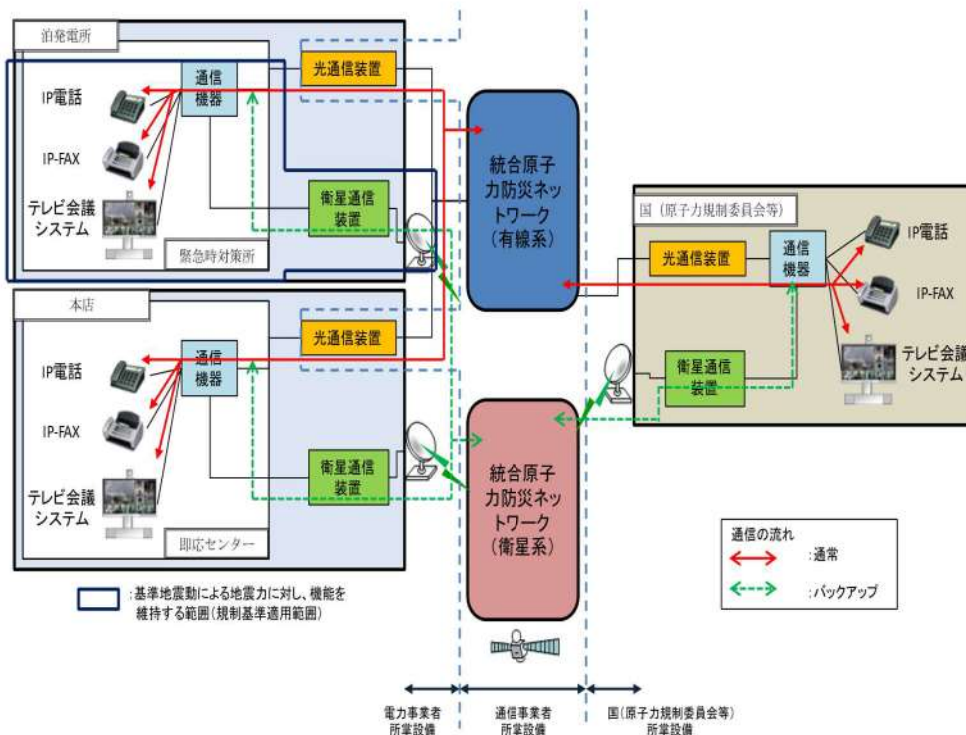 泊発電所
光通信装置
通信
機器
IP電話
IP-FAX
テレビ会議
システム
衛星通信
装置
緊急時対策所
本店
光通信装置
通信
機器
IP電話
IP-FAX
テレビ会議
システム
衛星通信
装置
即応センター
統合原子
力防災ネッ
トワーク
(有線系)
統合原子
力防災ネッ
トワーク
(衛星系)
国(原子力規制委員会等)
光通信装置
通信
機器
IP電話
IP-FAX
テレビ会議
システム
衛星通信
装置
通信の流れ
:通常
:バックアップ
:基準地震動による地震力に対し、機能を
維持する範囲(規制基準適用範囲)
電力事業者
所掌設備
通信事業者
所掌設備
国(原子力規制委員会等)
所掌設備